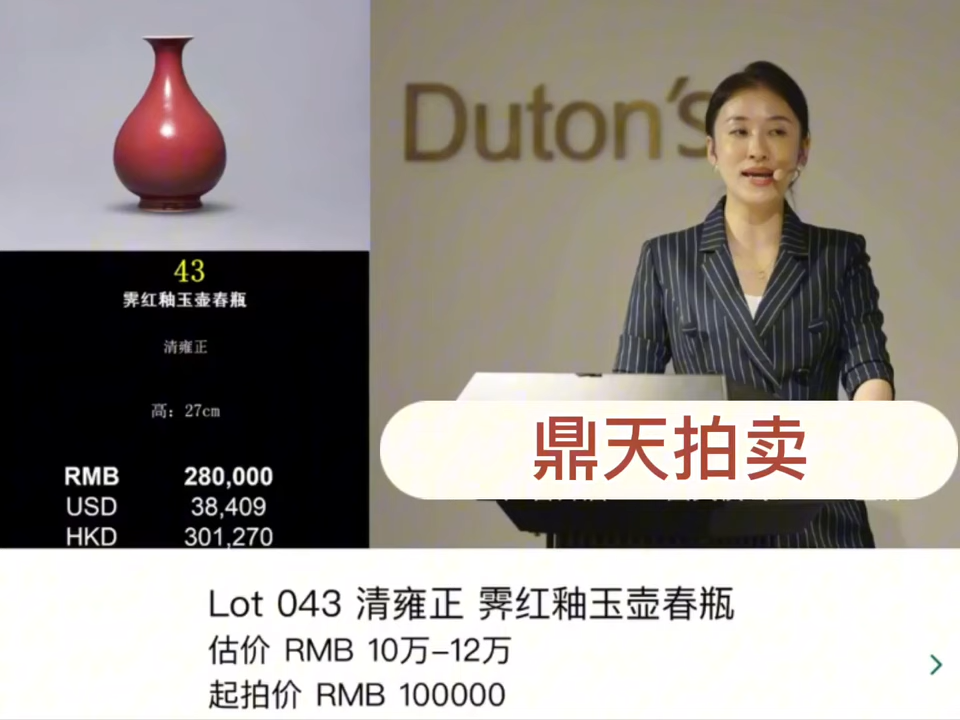 Duton's
43
霁红釉玉壶春瓶
清雍正
高：27cm
RMB 280,000
USD 38,409
HKD 301,270
鼎天拍卖
Lot 043 清雍正 霁红釉玉壶春瓶
估价 RMB 10万-12万
起拍价 RMB 100000